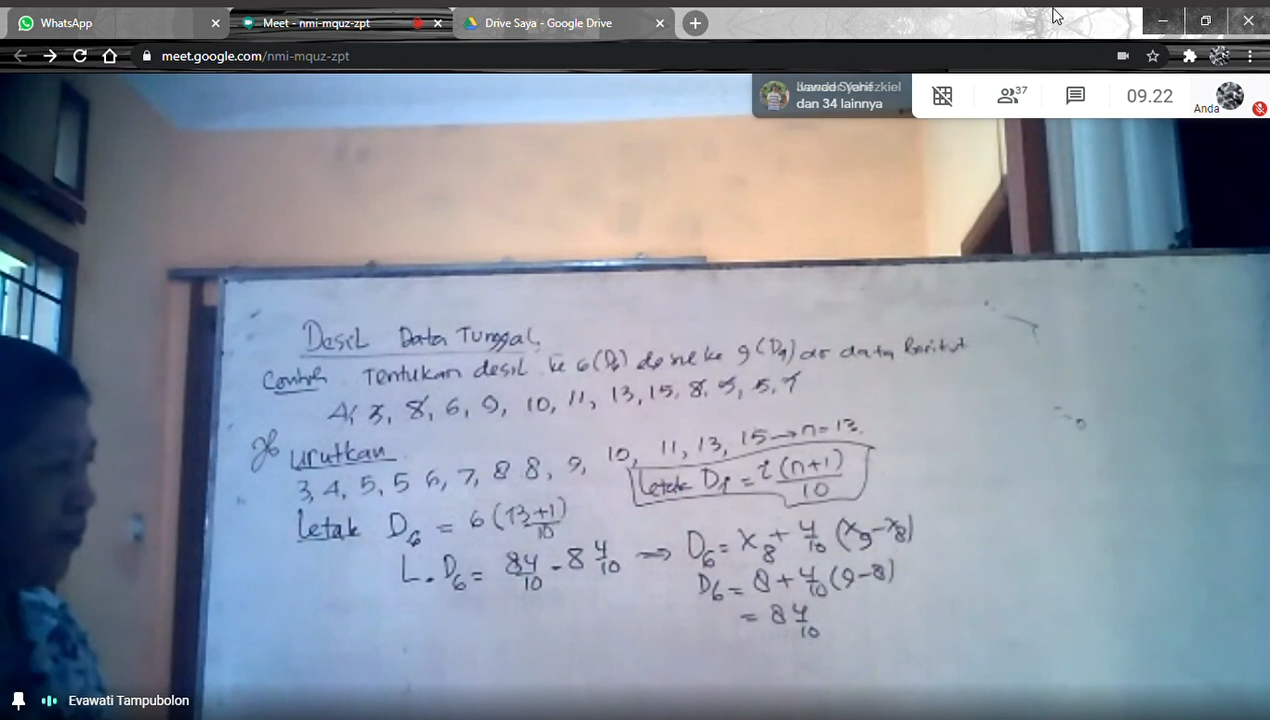 WhatsApp
Meet - nmi-mquz-zpt
Drive Saya - Google Drive
meet.google.com/nmi-mquz-zpt
dan 34 lainnya
37
09.22
Anda
Desil Data Tunggal
Contoh Tentukan desil ke 6 (D6) desil ke 9 (D9) dr data berikut
4, 3, 8, 6, 9, 10, 11, 13, 15, 8, 5, 5, 7
urutkan
3, 4, 5, 5 6, 7, 8 8, 9, 10, 11, 13, 15 → n = 13.
Letak Di = i(n+1)/10
Letak D6 = 6(13+1)/10
L. D6 = 84/10 - 8 4/10 ⇒ D6 = x8 + 4/10 (x9 - x8)
D6 = 8 + 4/10 (9-8)
= 8 4/10
Evawati Tampubolon